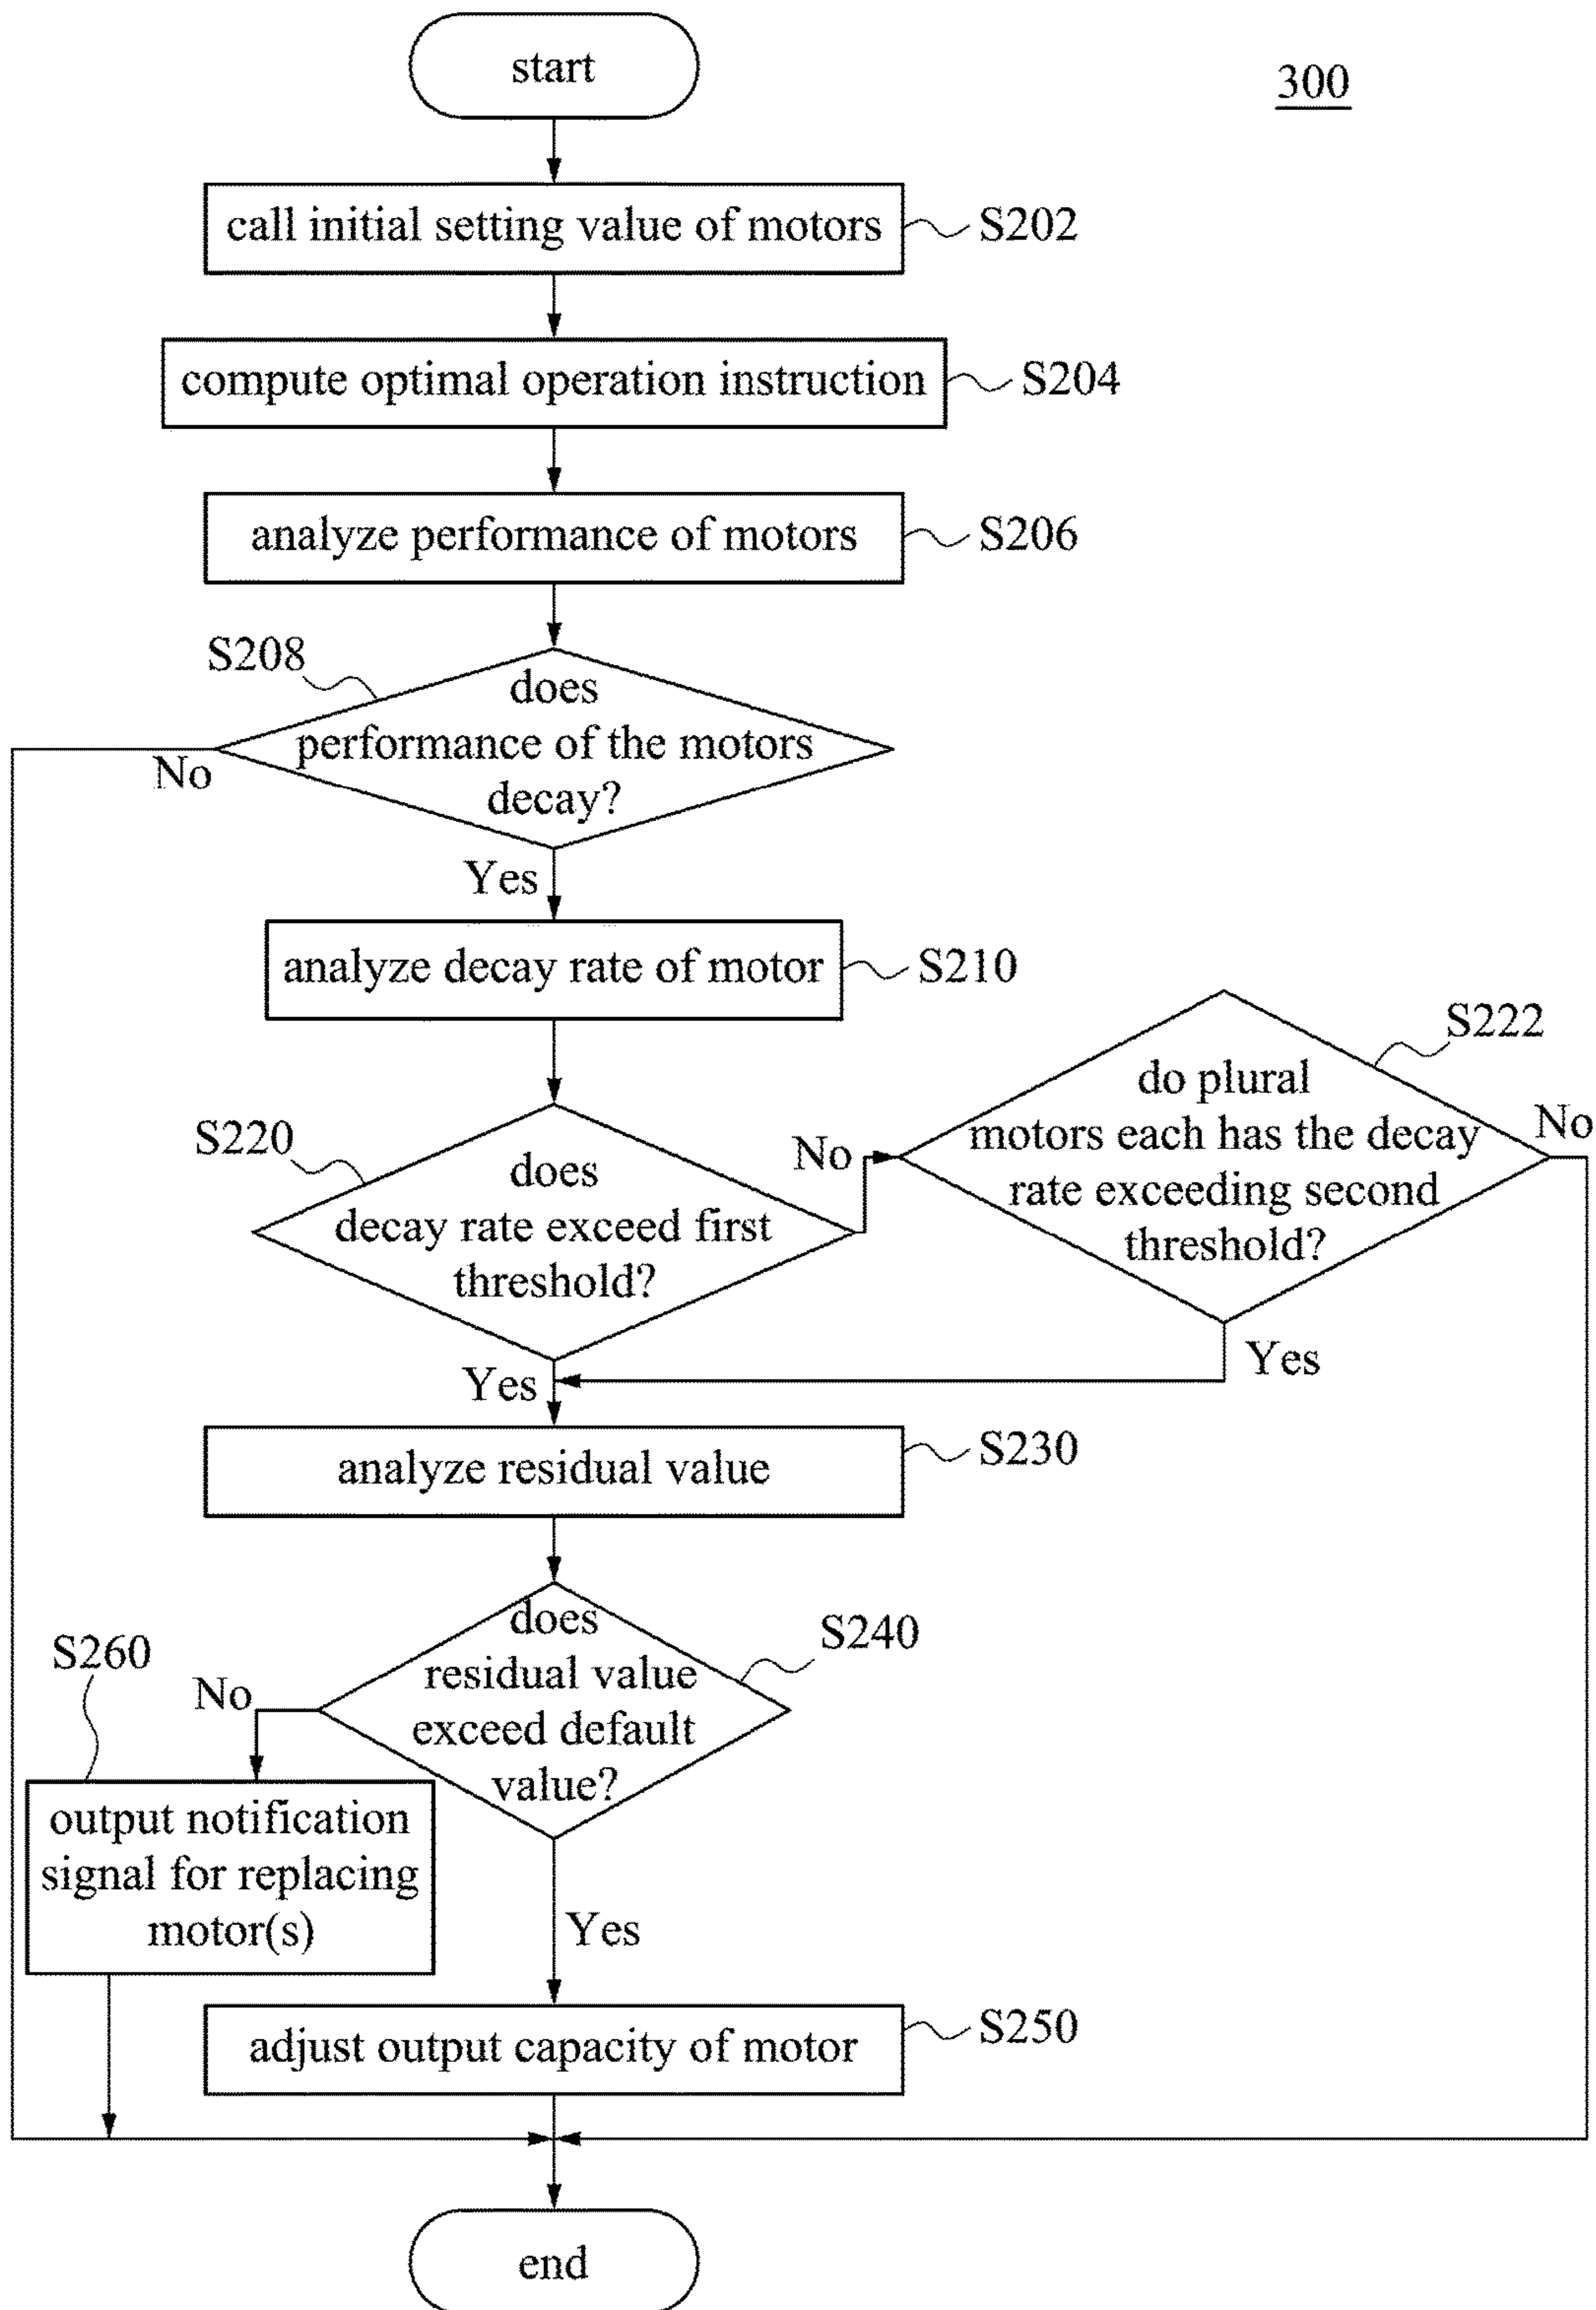 start
300
call initial setting value of motors
S202
compute optimal operation instruction
S204
analyze performance of motors
S206
S208
does
performance of the motors
decay?
No
Yes
analyze decay rate of motor
S210
S220
does
decay rate exceed first
threshold?
No
S222
do plural
motors each has the decay
rate exceeding second
threshold?
No
Yes
Yes
analyze residual value
S230
does
residual value
exceed default
value?
S240
No
S260
output notification
signal for replacing
motor(s)
Yes
adjust output capacity of motor
S250
end